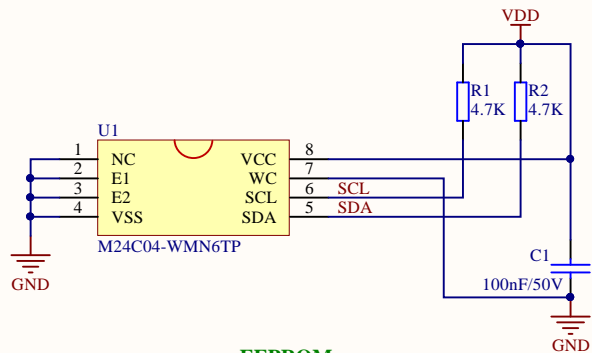 VDD
R1
4.7K
R2
4.7K
U1
1 NC VCC 8
2 E1 WC 7
3 E2 SCL 6 SCL
4 VSS SDA 5 SDA
M24C04-WMN6TP
GND
C1
100nF/50V
GND
EEPROM